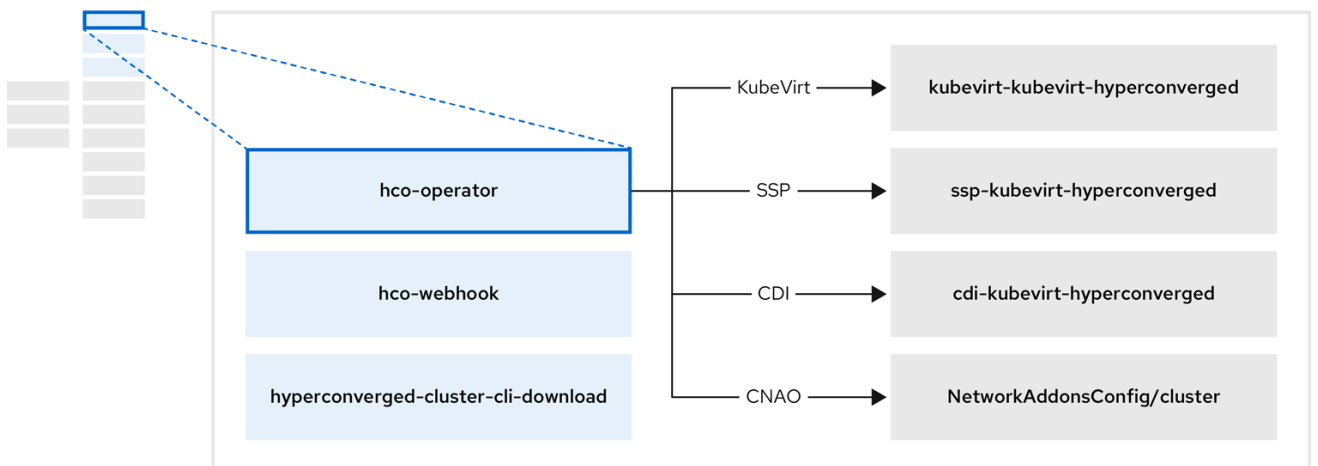 KubeVirt
kubevirt-kubevirt-hyperconverged
hco-operator
SSP
ssp-kubevirt-hyperconverged
hco-webhook
CDI
cdi-kubevirt-hyperconverged
hyperconverged-cluster-cli-download
CNAO
NetworkAddonsConfig/cluster